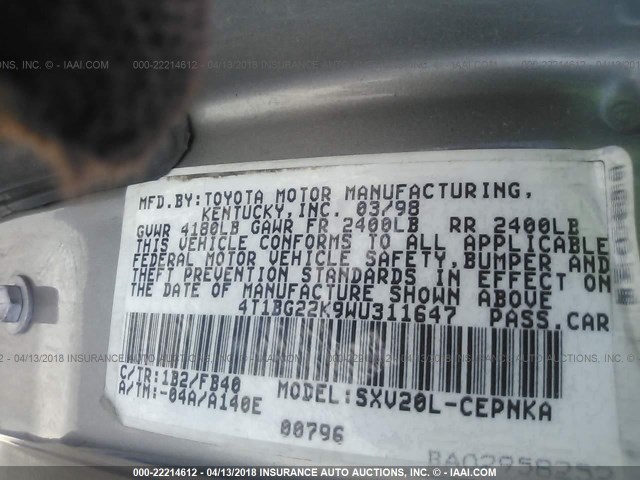 000-22214612 - 04/13/2018 - INSURANCE AUTO AUCTIONS, INC. - IAAI.COM
MFD.BY:TOYOTA MOTOR MANUFACTURING,
KENTUCKY,INC. 03/98
GVWR 4180LB GAWR FR 2400LB RR 2400LB
THIS VEHICLE CONFORMS TO ALL APPLICABLE
FEDERAL MOTOR VEHICLE SAFETY,BUMPER AND
THEFT PREVENTION STANDARDS IN EFFECT ON
THE DATE OF MANUFACTURE SHOWN ABOVE
4T1BG22K9WU311647 PASS.CAR
C/TR:1B2/FB40
A/TM:-04A/A140E
MODEL:SXV20L-CEPNKA
00796
000-22214612 - 04/13/2018 - INSURANCE AUTO AUCTIONS, INC. - IAAI.COM